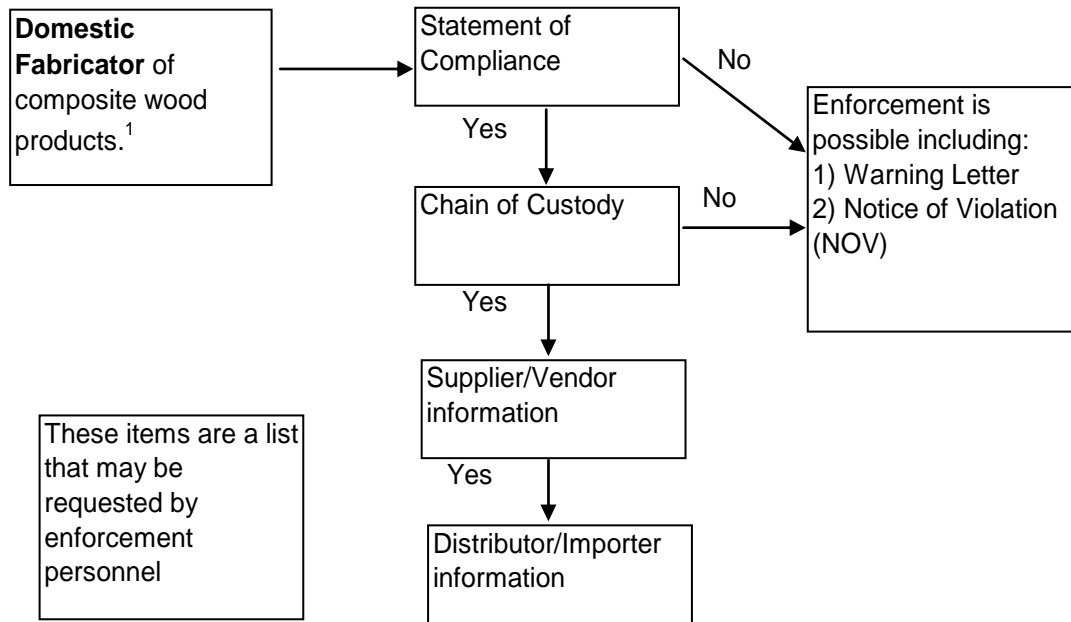 Domestic
Fabricator of
composite wood
products.¹
Statement of
Compliance
No
Yes
Enforcement is
possible including:
1) Warning Letter
2) Notice of Violation
(NOV)
Chain of Custody
No
Yes
Supplier/Vendor
information
Yes
These items are a list
that may be
requested by
enforcement
personnel
Distributor/Importer
information